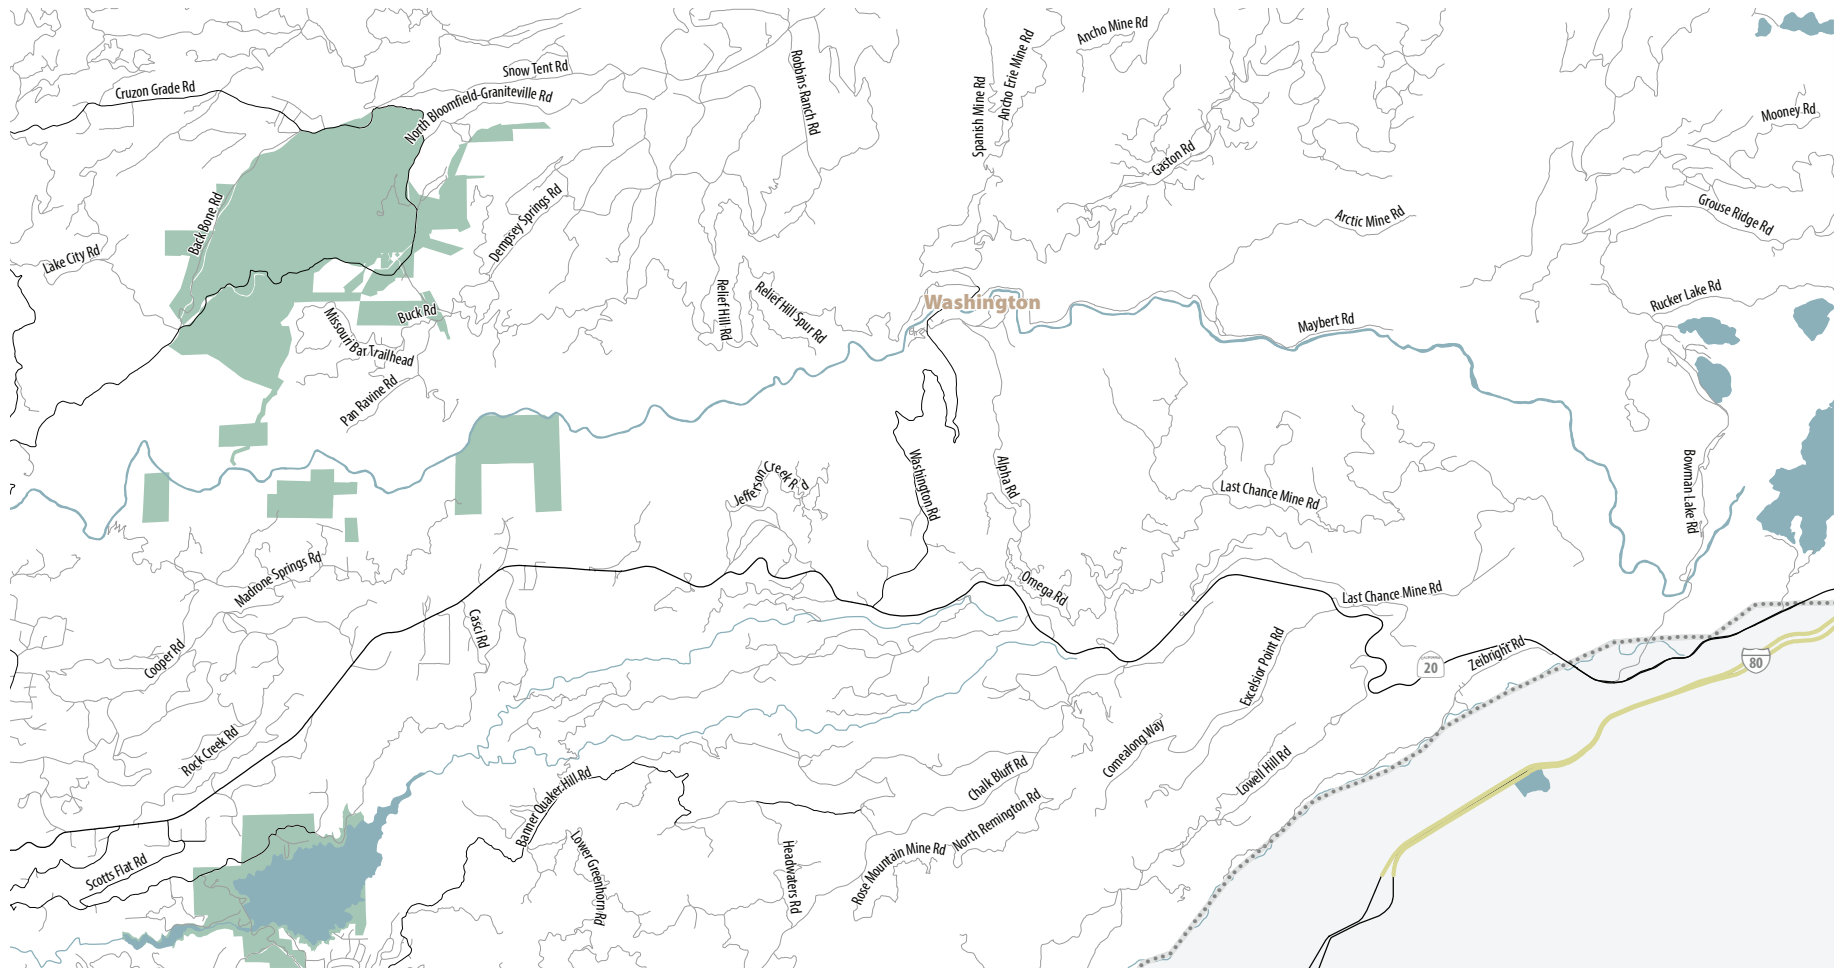 Ancho Mine Rd
Snow Tent Rd
Cruzon Grade Rd
North Bloomfield-Graniteville Rd
Robbins Ranch Rd
Spanish Mine Rd
Ancho Erie Mine Rd
Mooney Rd
Gaston Rd
Back Bone Rd
Dempsey Springs Rd
Arctic Mine Rd
Grouse Ridge Rd
Lake City Rd
Relief Hill Rd
Relief Hill Spur Rd
Washington
Rucker Lake Rd
Buck Rd
Missouri Bar Trailhead
Maybert Rd
Pan Ravine Rd
Jefferson Creek Rd
Washington Rd
Alpha Rd
Last Chance Mine Rd
Bowman Lake Rd
Madrone Springs Rd
Omega Rd
Last Chance Mine Rd
Casci Rd
Cooper Rd
Excelsior Point Rd
20
Zeibright Rd
80
Rock Creek Rd
Comealong Way
Chalk Bluff Rd
Lowell Hill Rd
Banner Quaker Hill Rd
North Remington Rd
Lower Greenhorn Rd
Headwaters Rd
Rose Mountain Mine Rd
Scotts Flat Rd